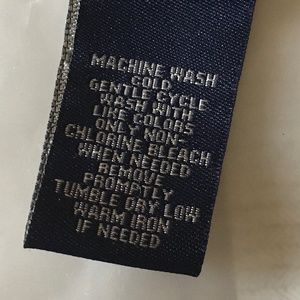 MACHINE WASH
COLD
GENTLE CYCLE
WASH WITH
LIKE COLORS
ONLY NON-
CHLORINE BLEACH
WHEN NEEDED
REMOVE
PROMPTLY
TUMBLE DRY LOW
WARM IRON
IF NEEDED